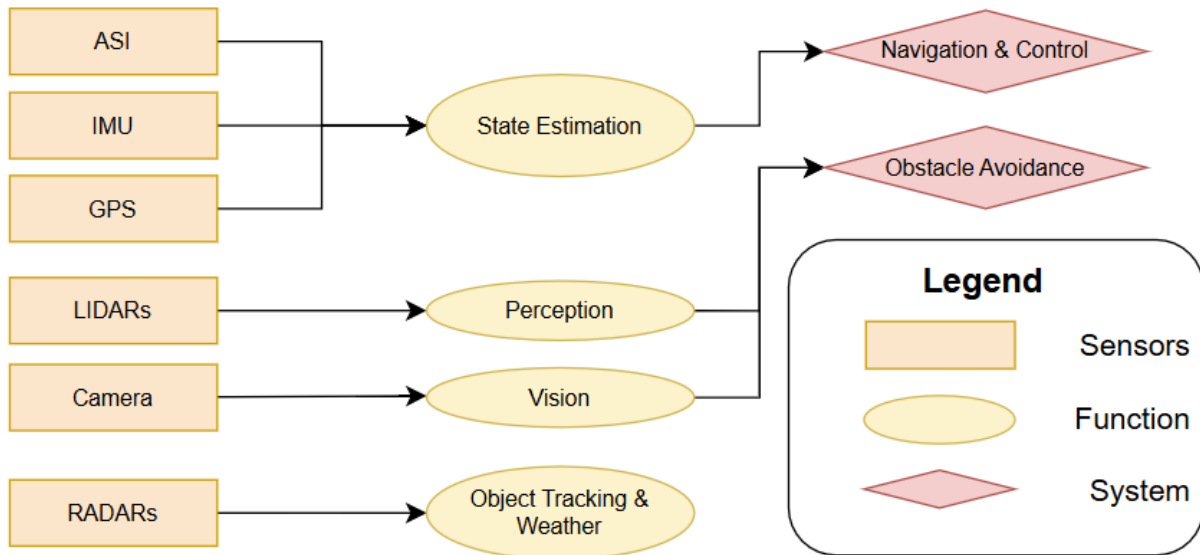 ASI
IMU
GPS
LIDARs
Camera
RADARs
State Estimation
Perception
Vision
Object Tracking &
Weather
Navigation & Control
Obstacle Avoidance
Legend
Sensors
Function
System